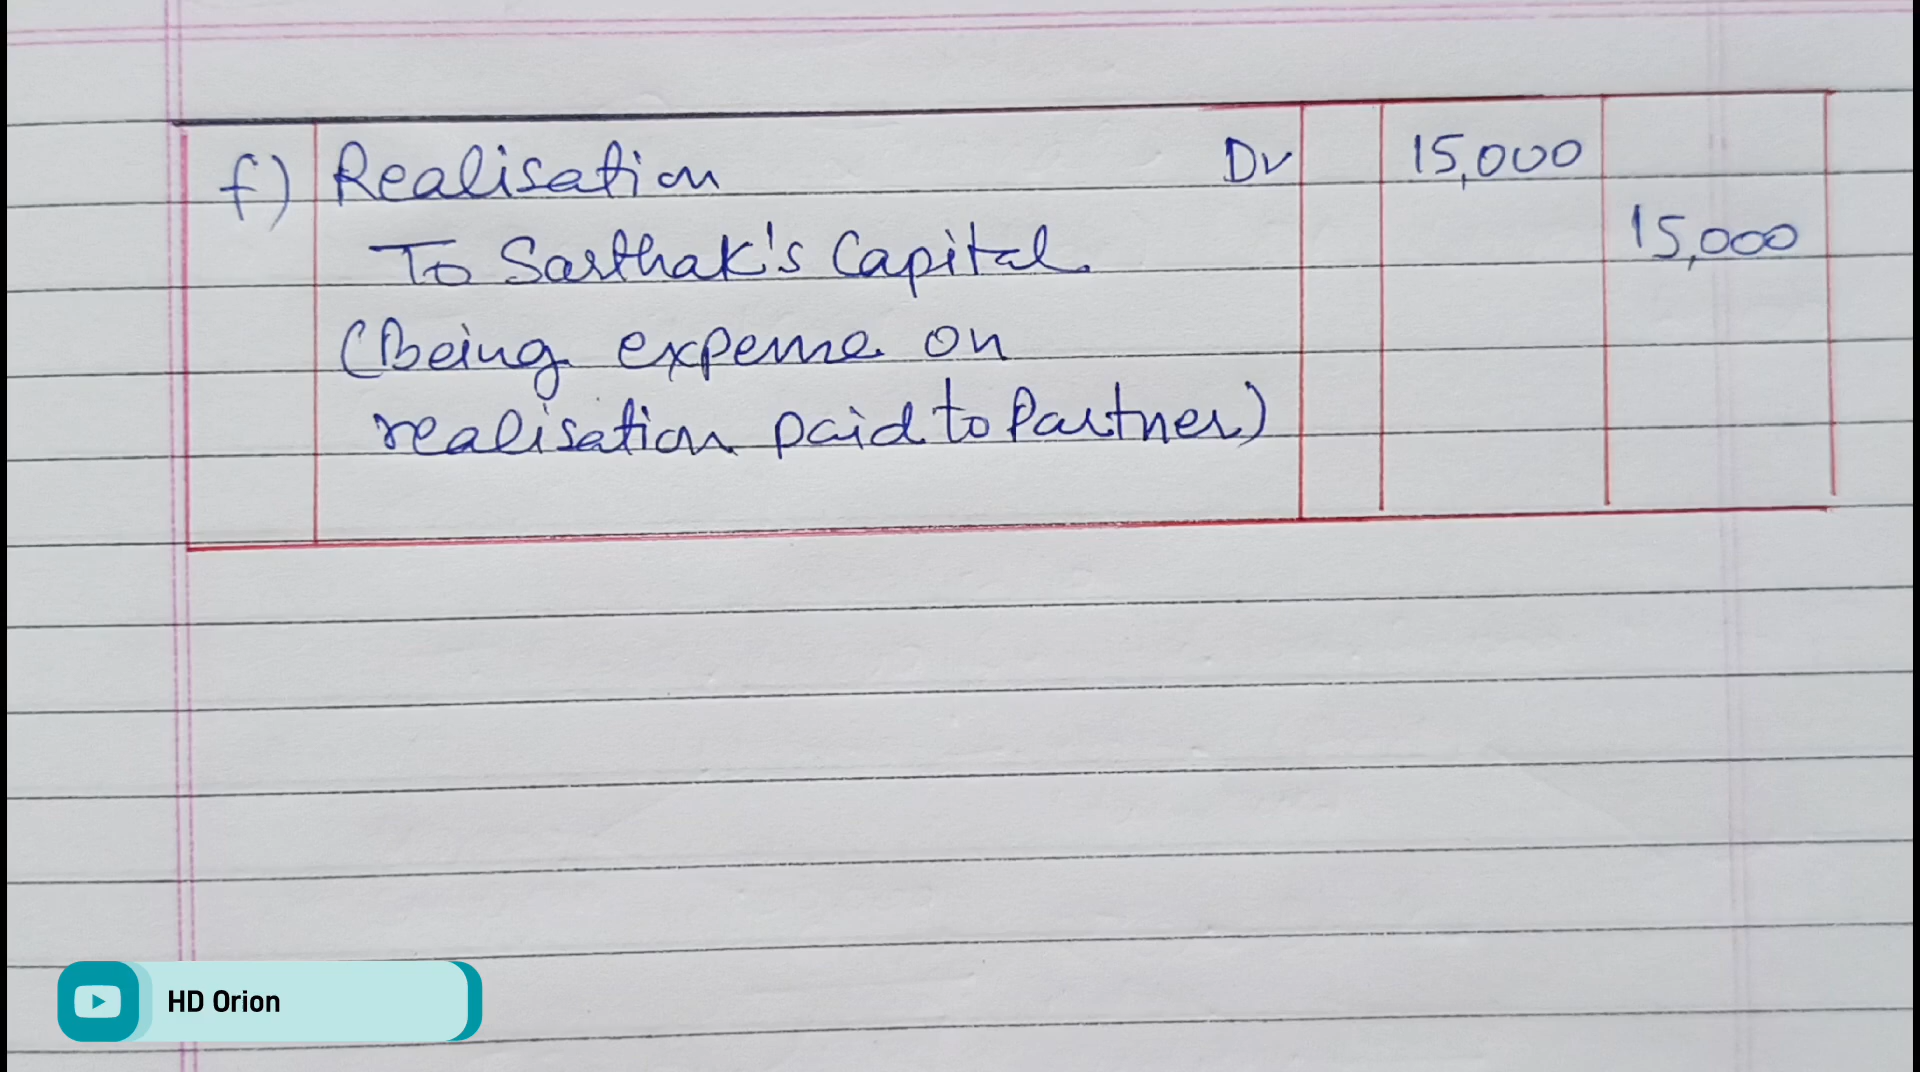 f) Realisation Dr 15,000
To Sarthak's Capital 15,000
(Being expense on
realisation paid to Partner)
HD Orion